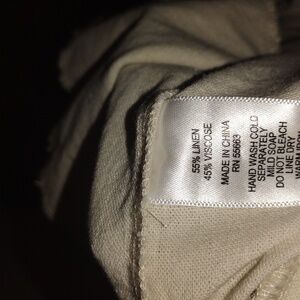 55% LINEN
45% VISCOSE
MADE IN CHINA
RN 55663
HAND WASH COLD
SEPARATELY
MILD SOAP
DO NOT BLEACH
LINE DRY